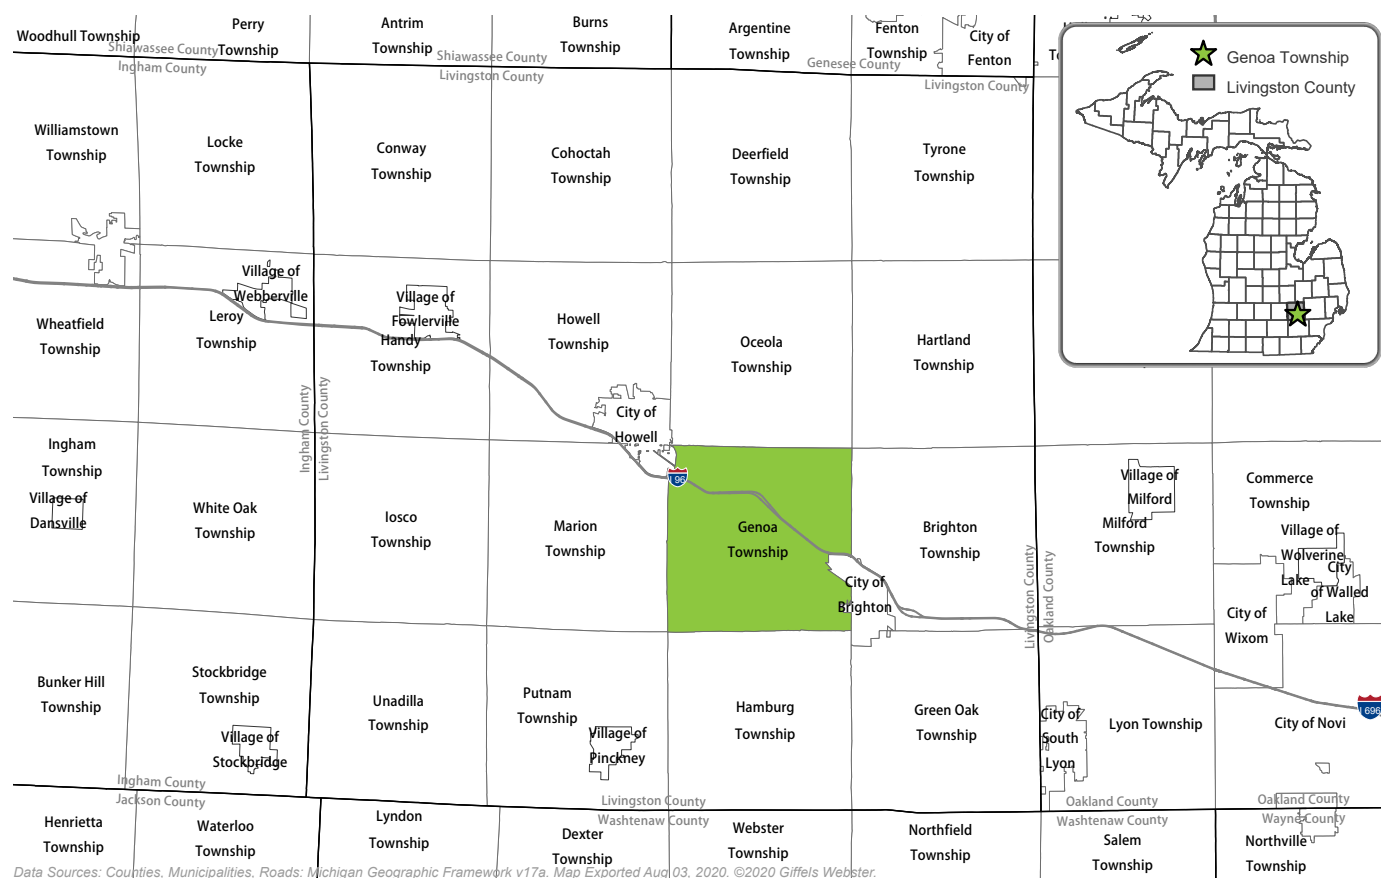 Woodhull Township
Perry
Township
Antrim
Township
Burns
Township
Argentine
Township
Fenton
Township
City of
Fenton
Shiawassee County
Ingham County
Shiawassee County
Livingston County
Genesee County
Livingston County
Genoa Township
Livingston County
Williamstown
Township
Locke
Township
Conway
Township
Cohoctah
Township
Deerfield
Township
Tyrone
Township
Village of
Webberville
Village of
Fowlerville
Wheatfield
Township
Leroy
Township
Handy
Township
Howell
Township
Oceola
Township
Hartland
Township
Ingham County
Livingston County
City of
Howell
Ingham
Township
Village of
Dansville
White Oak
Township
Iosco
Township
Marion
Township
I 96
Genoa
Township
Brighton
Township
City of
Brighton
Livingston County
Oakland County
Village of
Milford
Milford
Township
Commerce
Township
Village of
Wolverine
Lake
City
of Walled
Lake
City of
Wixom
Bunker Hill
Township
Stockbridge
Township
Village of
Stockbridge
Unadilla
Township
Putnam
Township
Village of
Pinckney
Hamburg
Township
Green Oak
Township
City of
South
Lyon
Lyon Township
City of Novi
I 696
Ingham County
Jackson County
Livingston County
Washtenaw County
Oakland County
Washtenaw County
Oakland County
Wayne County
Henrietta
Township
Waterloo
Township
Lyndon
Township
Dexter
Township
Webster
Township
Northfield
Township
Salem
Township
Northville
Township
Data Sources: Counties, Municipalities, Roads: Michigan Geographic Framework v17a. Map Exported Aug 03, 2020. ©2020 Giffels Webster.